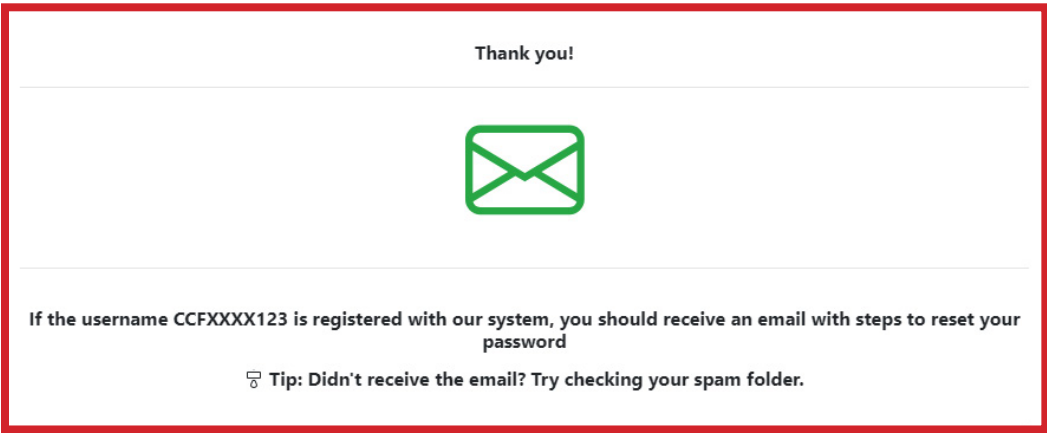 Thank you!
If the username CCFXXXX123 is registered with our system, you should receive an email with steps to reset your
password
Tip: Didn't receive the email? Try checking your spam folder.